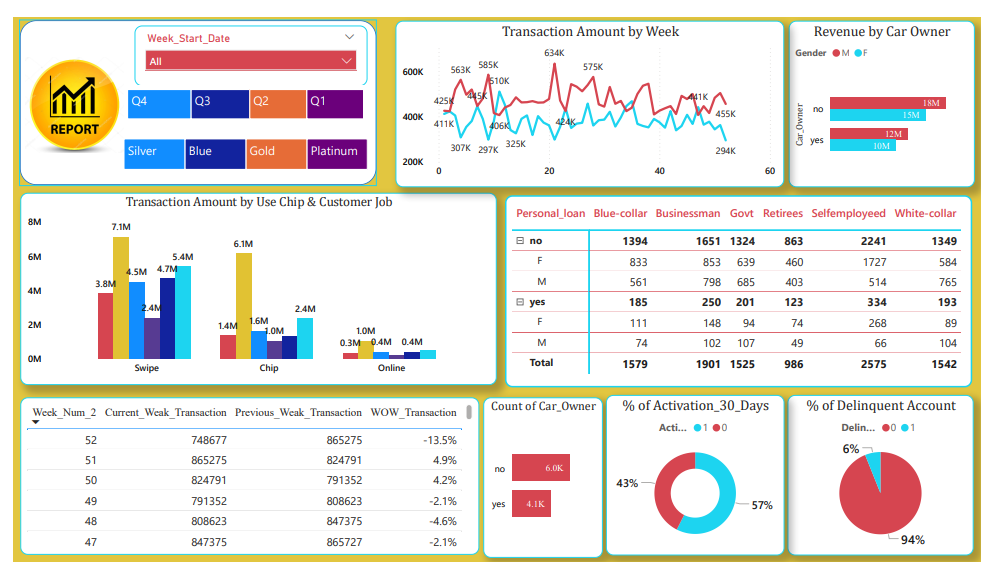 Week_Start_Date
All
REPORT
Q4 Q3 Q2 Q1
Silver Blue Gold Platinum
Transaction Amount by Week
600K
400K
200K
0 20 40 60
425K
411K
563K
307K
445K
585K
297K
510K
406K
325K
634K
424K
575K
441K
455K
294K
Revenue by Car Owner
Gender M F
Car_Owner
no
18M
15M
yes
12M
10M
Transaction Amount by Use Chip & Customer Job
8M
6M
4M
2M
0M
3.8M 7.1M 4.5M 2.4M 4.7M 5.4M
1.4M 6.1M 1.6M 1.0M 2.4M
0.3M 1.0M 0.4M 0.4M
Swipe Chip Online
Personal_loan Blue-collar Businessman Govt Retirees Selfemployeed White-collar
no 1394 1651 1324 863 2241 1349
F 833 853 639 460 1727 584
M 561 798 685 403 514 765
yes 185 250 201 123 334 193
F 111 148 94 74 268 89
M 74 102 107 49 66 104
Total 1579 1901 1525 986 2575 1542
Week_Num_2 Current_Weak_Transaction Previous_Weak_Transaction WOW_Transaction
52 748677 865275 -13.5%
51 865275 824791 4.9%
50 824791 791352 4.2%
49 791352 808623 -2.1%
48 808623 847375 -4.6%
47 847375 865727 -2.1%
Count of Car_Owner
no 6.0K
yes 4.1K
% of Activation_30_Days
Acti... 1 0
43%
57%
% of Delinquent Account
Delin... 0 1
6%
94%